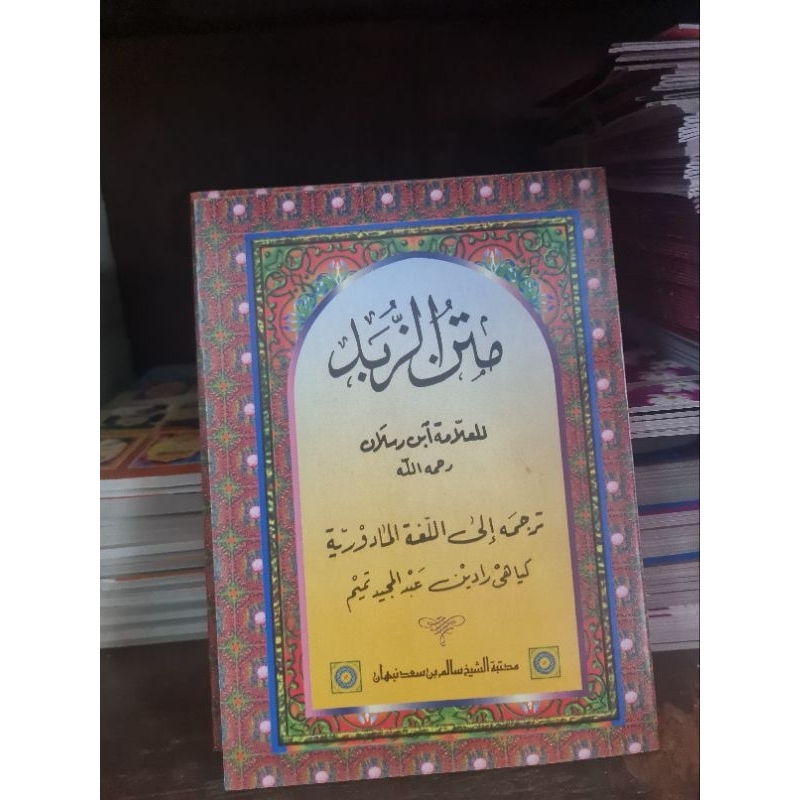 متن الزُّبَد
للعلامة ابن رسلان
رحمه الله
ترجمه إلى اللغة المادورية
كياهي رادين عبد المجيد تميم
مكتبة الشيخ سالم بن سعد نبهان